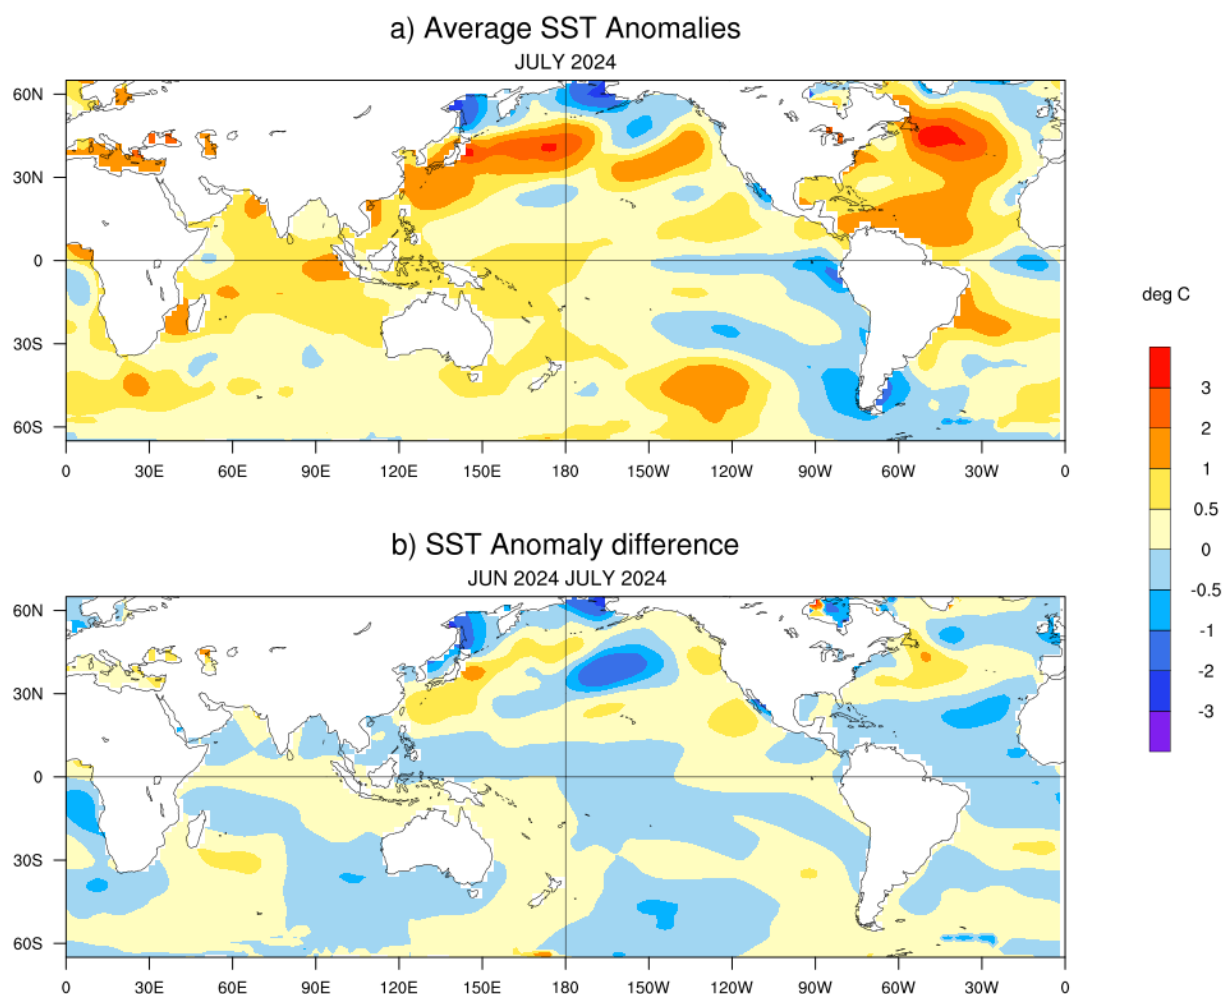 a) Average SST Anomalies
JULY 2024
60N
30N
0
30S
60S
0 30E 60E 90E 120E 150E 180 150W 120W 90W 60W 30W 0
deg C
3
2
1
0.5
0
-0.5
-1
-2
-3
b) SST Anomaly difference
JUN 2024 JULY 2024
60N
30N
0
30S
60S
0 30E 60E 90E 120E 150E 180 150W 120W 90W 60W 30W 0